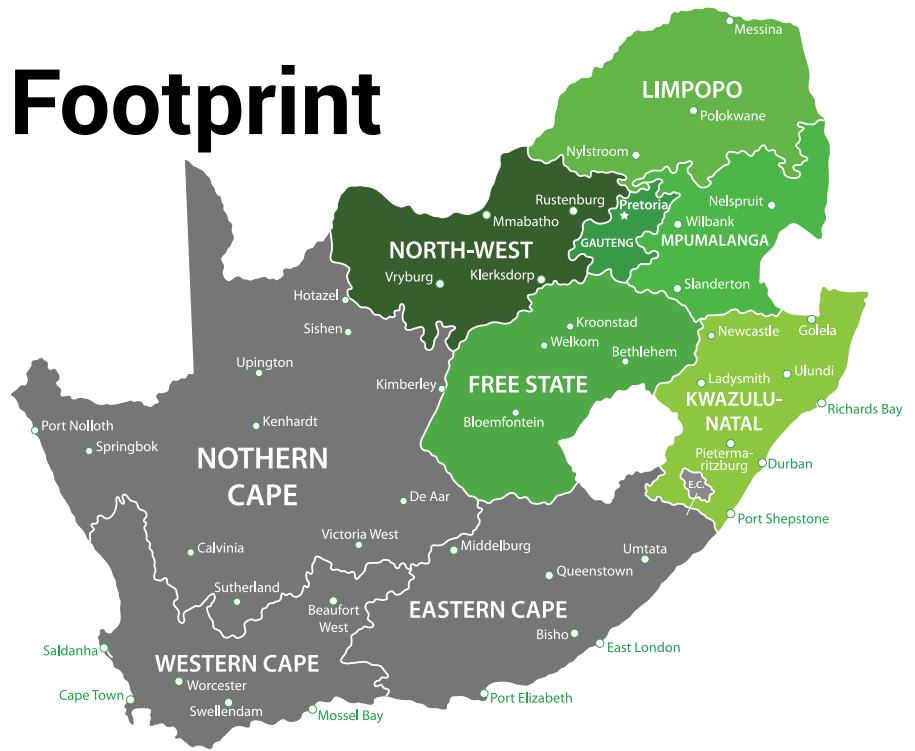 Footprint
Messina
LIMPOPO
Polokwane
Nylstroom
Rustenburg
Pretoria
Nelspruit
Mmabatho
Wilbank
NORTH-WEST
GAUTENG
MPUMALANGA
Vryburg
Klerksdorp
Slanderton
Hotazel
Sishen
Kroonstad
Newcastle
Golela
Welkom
Bethlehem
Upington
Kimberley
FREE STATE
Ladysmith
Ulundi
KWAZULU-
NATAL
Richards Bay
Port Nolloth
Kenhardt
Bloemfontein
Springbok
Pieterma-
ritzburg
Durban
NOTHERN
CAPE
E.C.
De Aar
Port Shepstone
Victoria West
Calvinia
Middelburg
Umtata
Queenstown
Sutherland
Beaufort
West
EASTERN CAPE
Bisho
East London
Saldanha
WESTERN CAPE
Worcester
Cape Town
Swellendam
Mossel Bay
Port Elizabeth